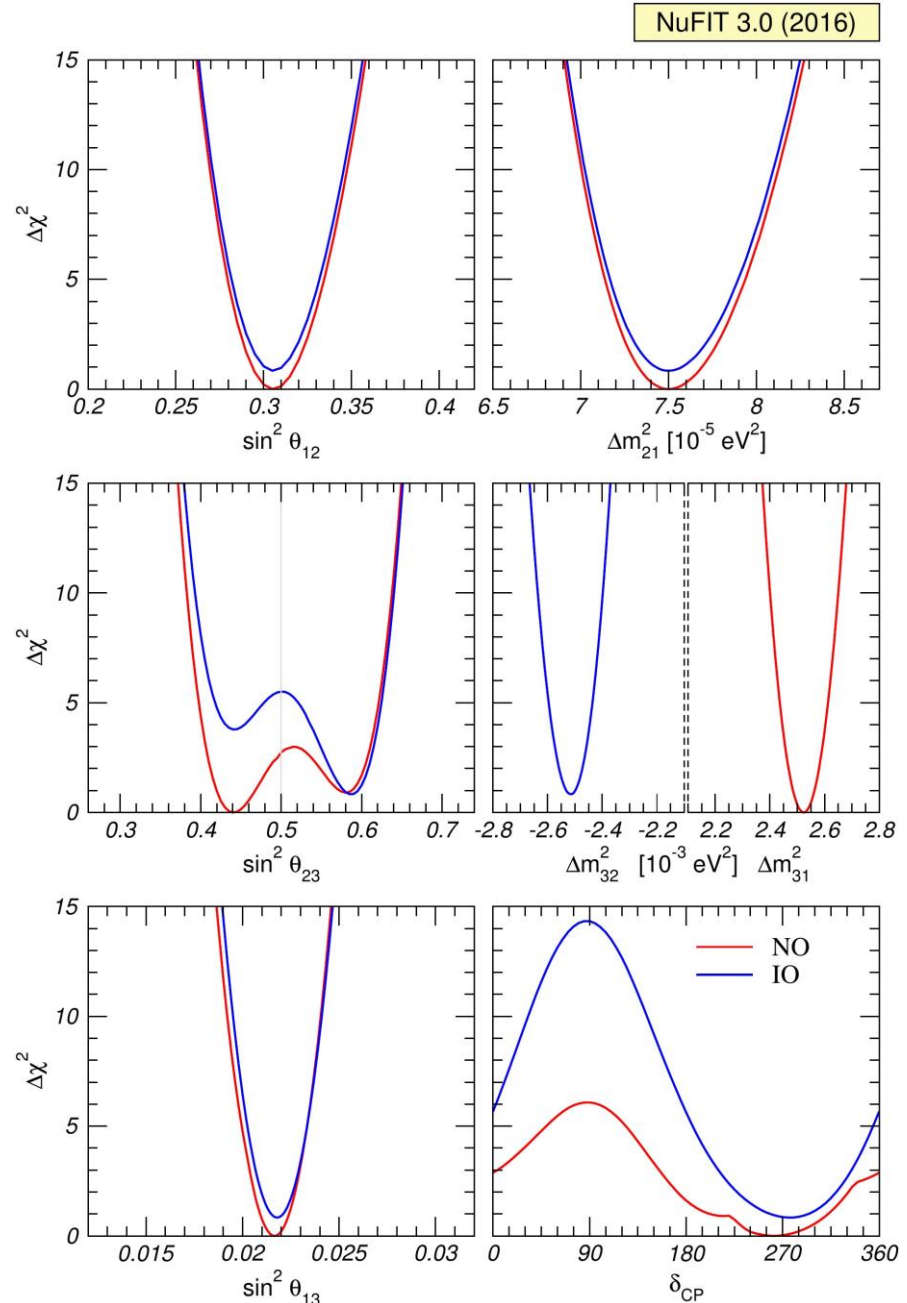 NuFIT 3.0 (2016)
15
10
5
0
Δχ²
0.2 0.25 0.3 0.35 0.4
sin² θ₁₂
6.5 7 7.5 8 8.5
Δm²₂₁ [10⁻⁵ eV²]
15
10
5
0
Δχ²
0.3 0.4 0.5 0.6 0.7
sin² θ₂₃
-2.8 -2.6 -2.4 -2.2 2.2 2.4 2.6 2.8
Δm²₃₂ [10⁻³ eV²] Δm²₃₁
15
10
5
0
Δχ²
0.015 0.02 0.025 0.03
sin² θ₁₃
NO
IO
0 90 180 270 360
δCP